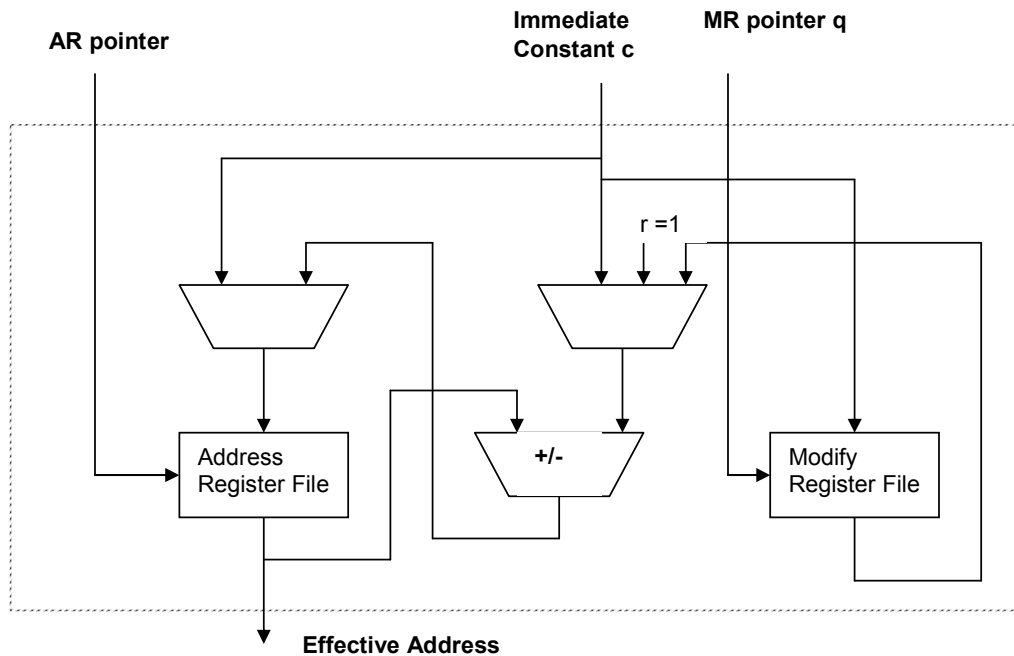 AR pointer
Immediate
Constant c
MR pointer q
r =1
Address
Register File
+/-
Modify
Register File
Effective Address